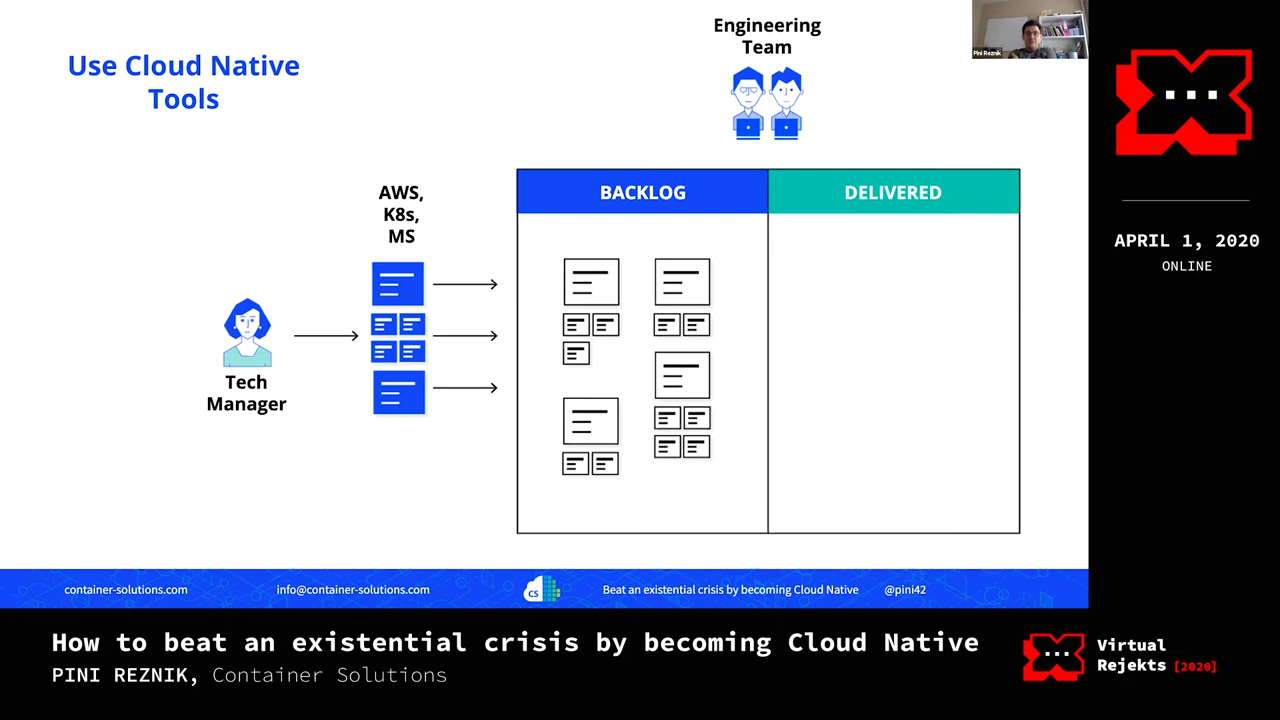 Use Cloud Native
Tools
Engineering
Team
Pini Reznik
AWS,
K8s,
MS
BACKLOG
DELIVERED
Tech
Manager
container-solutions.com
info@container-solutions.com
CS
Beat an existential crisis by becoming Cloud Native
@pini42
APRIL 1, 2020
ONLINE
How to beat an existential crisis by becoming Cloud Native
PINI REZNIK, Container Solutions
Virtual
Rejekts [2020]